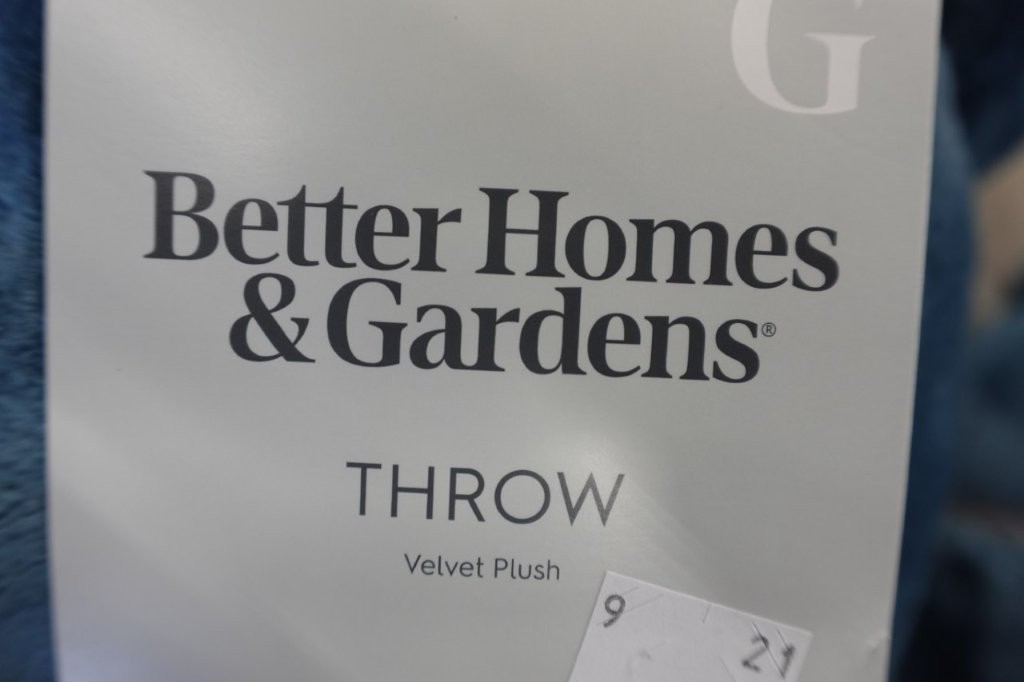 G
Better Homes
& Gardens®
THROW
Velvet Plush
9
21